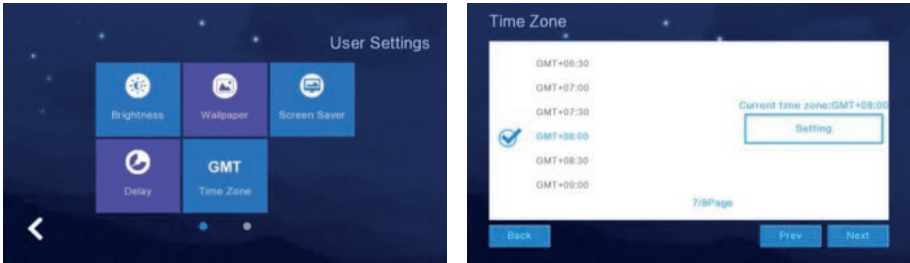 User Settings
Brightness
Wallpaper
Screen Saver
GMT
Delay
Time Zone
Time Zone
GMT+06:30
GMT+07:00
GMT+07:30
GMT+08:00
GMT+08:30
GMT+09:00
Current time zone:GMT+08:00
Setting
7/9Page
Back
Prev
Next